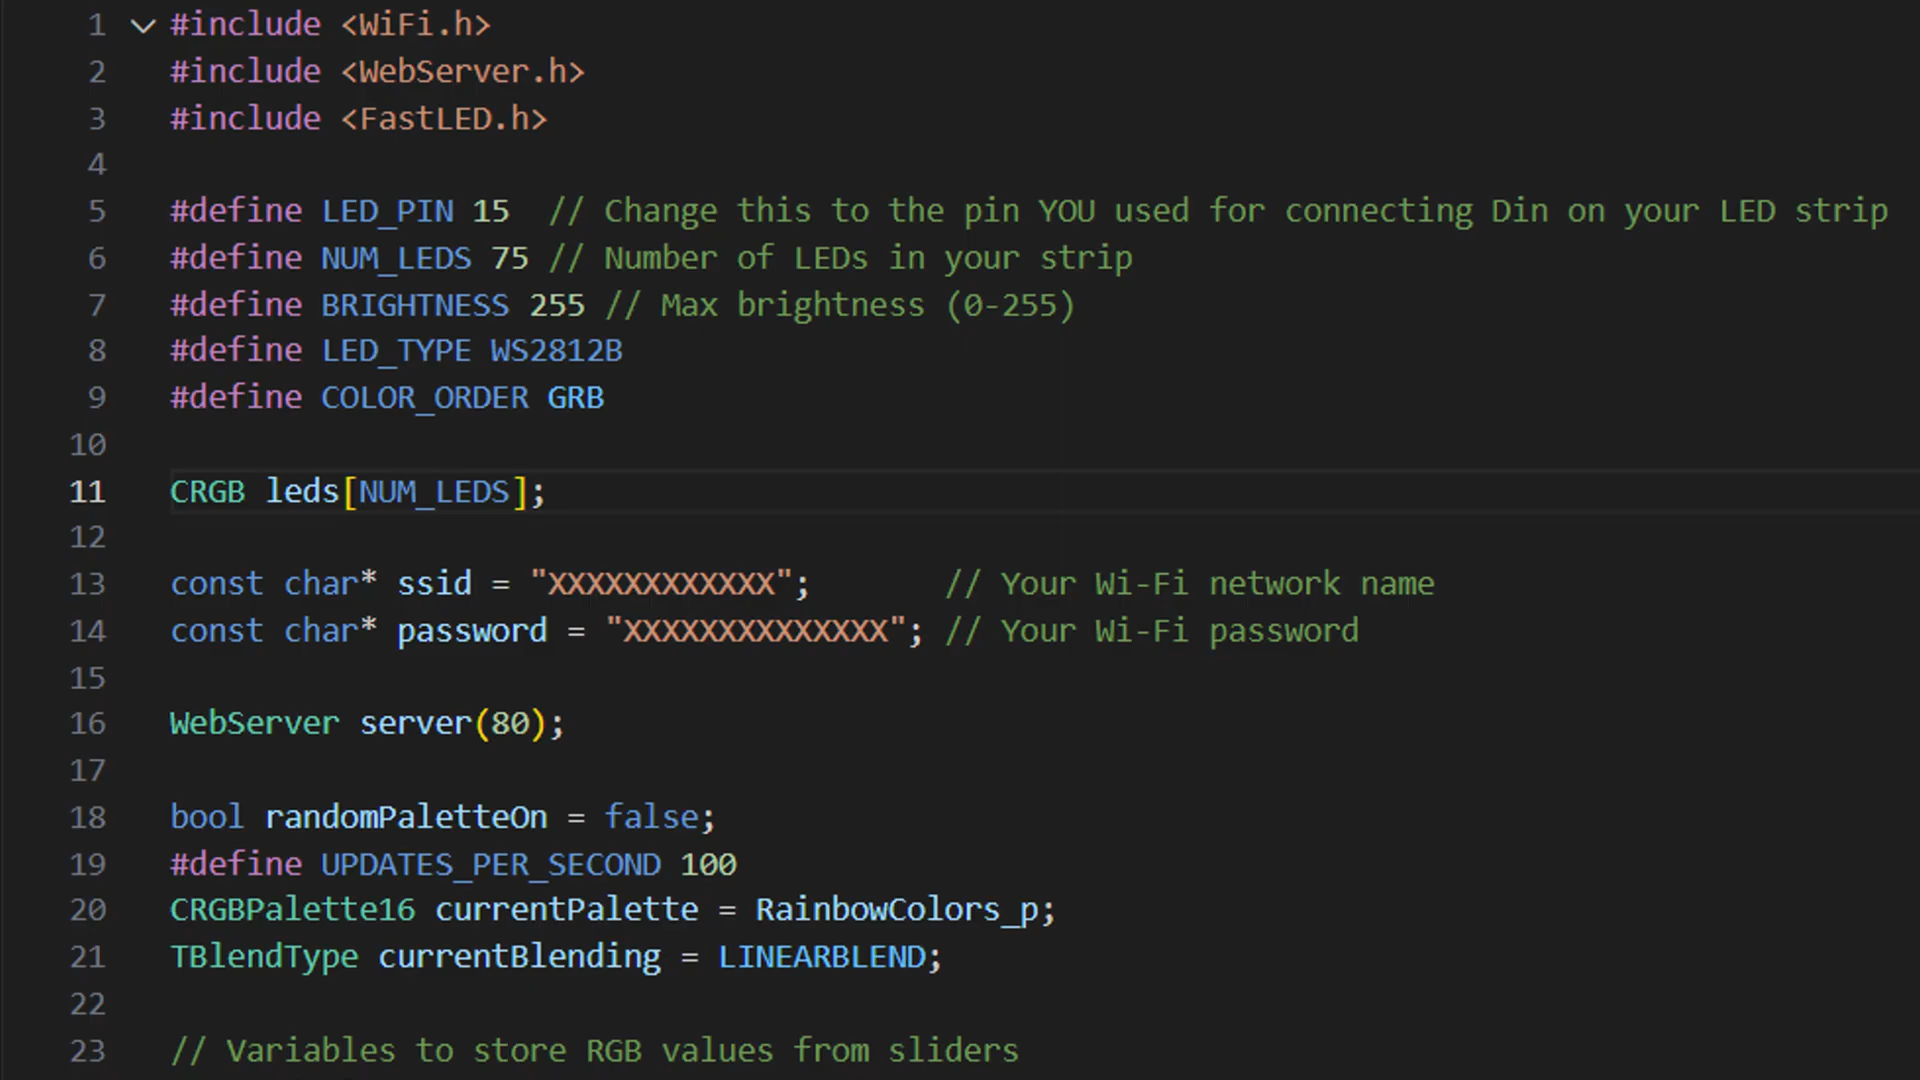 1 #include <WiFi.h>
2 #include <WebServer.h>
3 #include <FastLED.h>
4
5 #define LED_PIN 15  // Change this to the pin YOU used for connecting Din on your LED strip
6 #define NUM_LEDS 75 // Number of LEDs in your strip
7 #define BRIGHTNESS 255 // Max brightness (0-255)
8 #define LED_TYPE WS2812B
9 #define COLOR_ORDER GRB
10
11 CRGB leds[NUM_LEDS];
12
13 const char* ssid = "XXXXXXXXXXXX";       // Your Wi-Fi network name
14 const char* password = "XXXXXXXXXXXXXX"; // Your Wi-Fi password
15
16 WebServer server(80);
17
18 bool randomPaletteOn = false;
19 #define UPDATES_PER_SECOND 100
20 CRGBPalette16 currentPalette = RainbowColors_p;
21 TBlendType currentBlending = LINEARBLEND;
22
23 // Variables to store RGB values from sliders